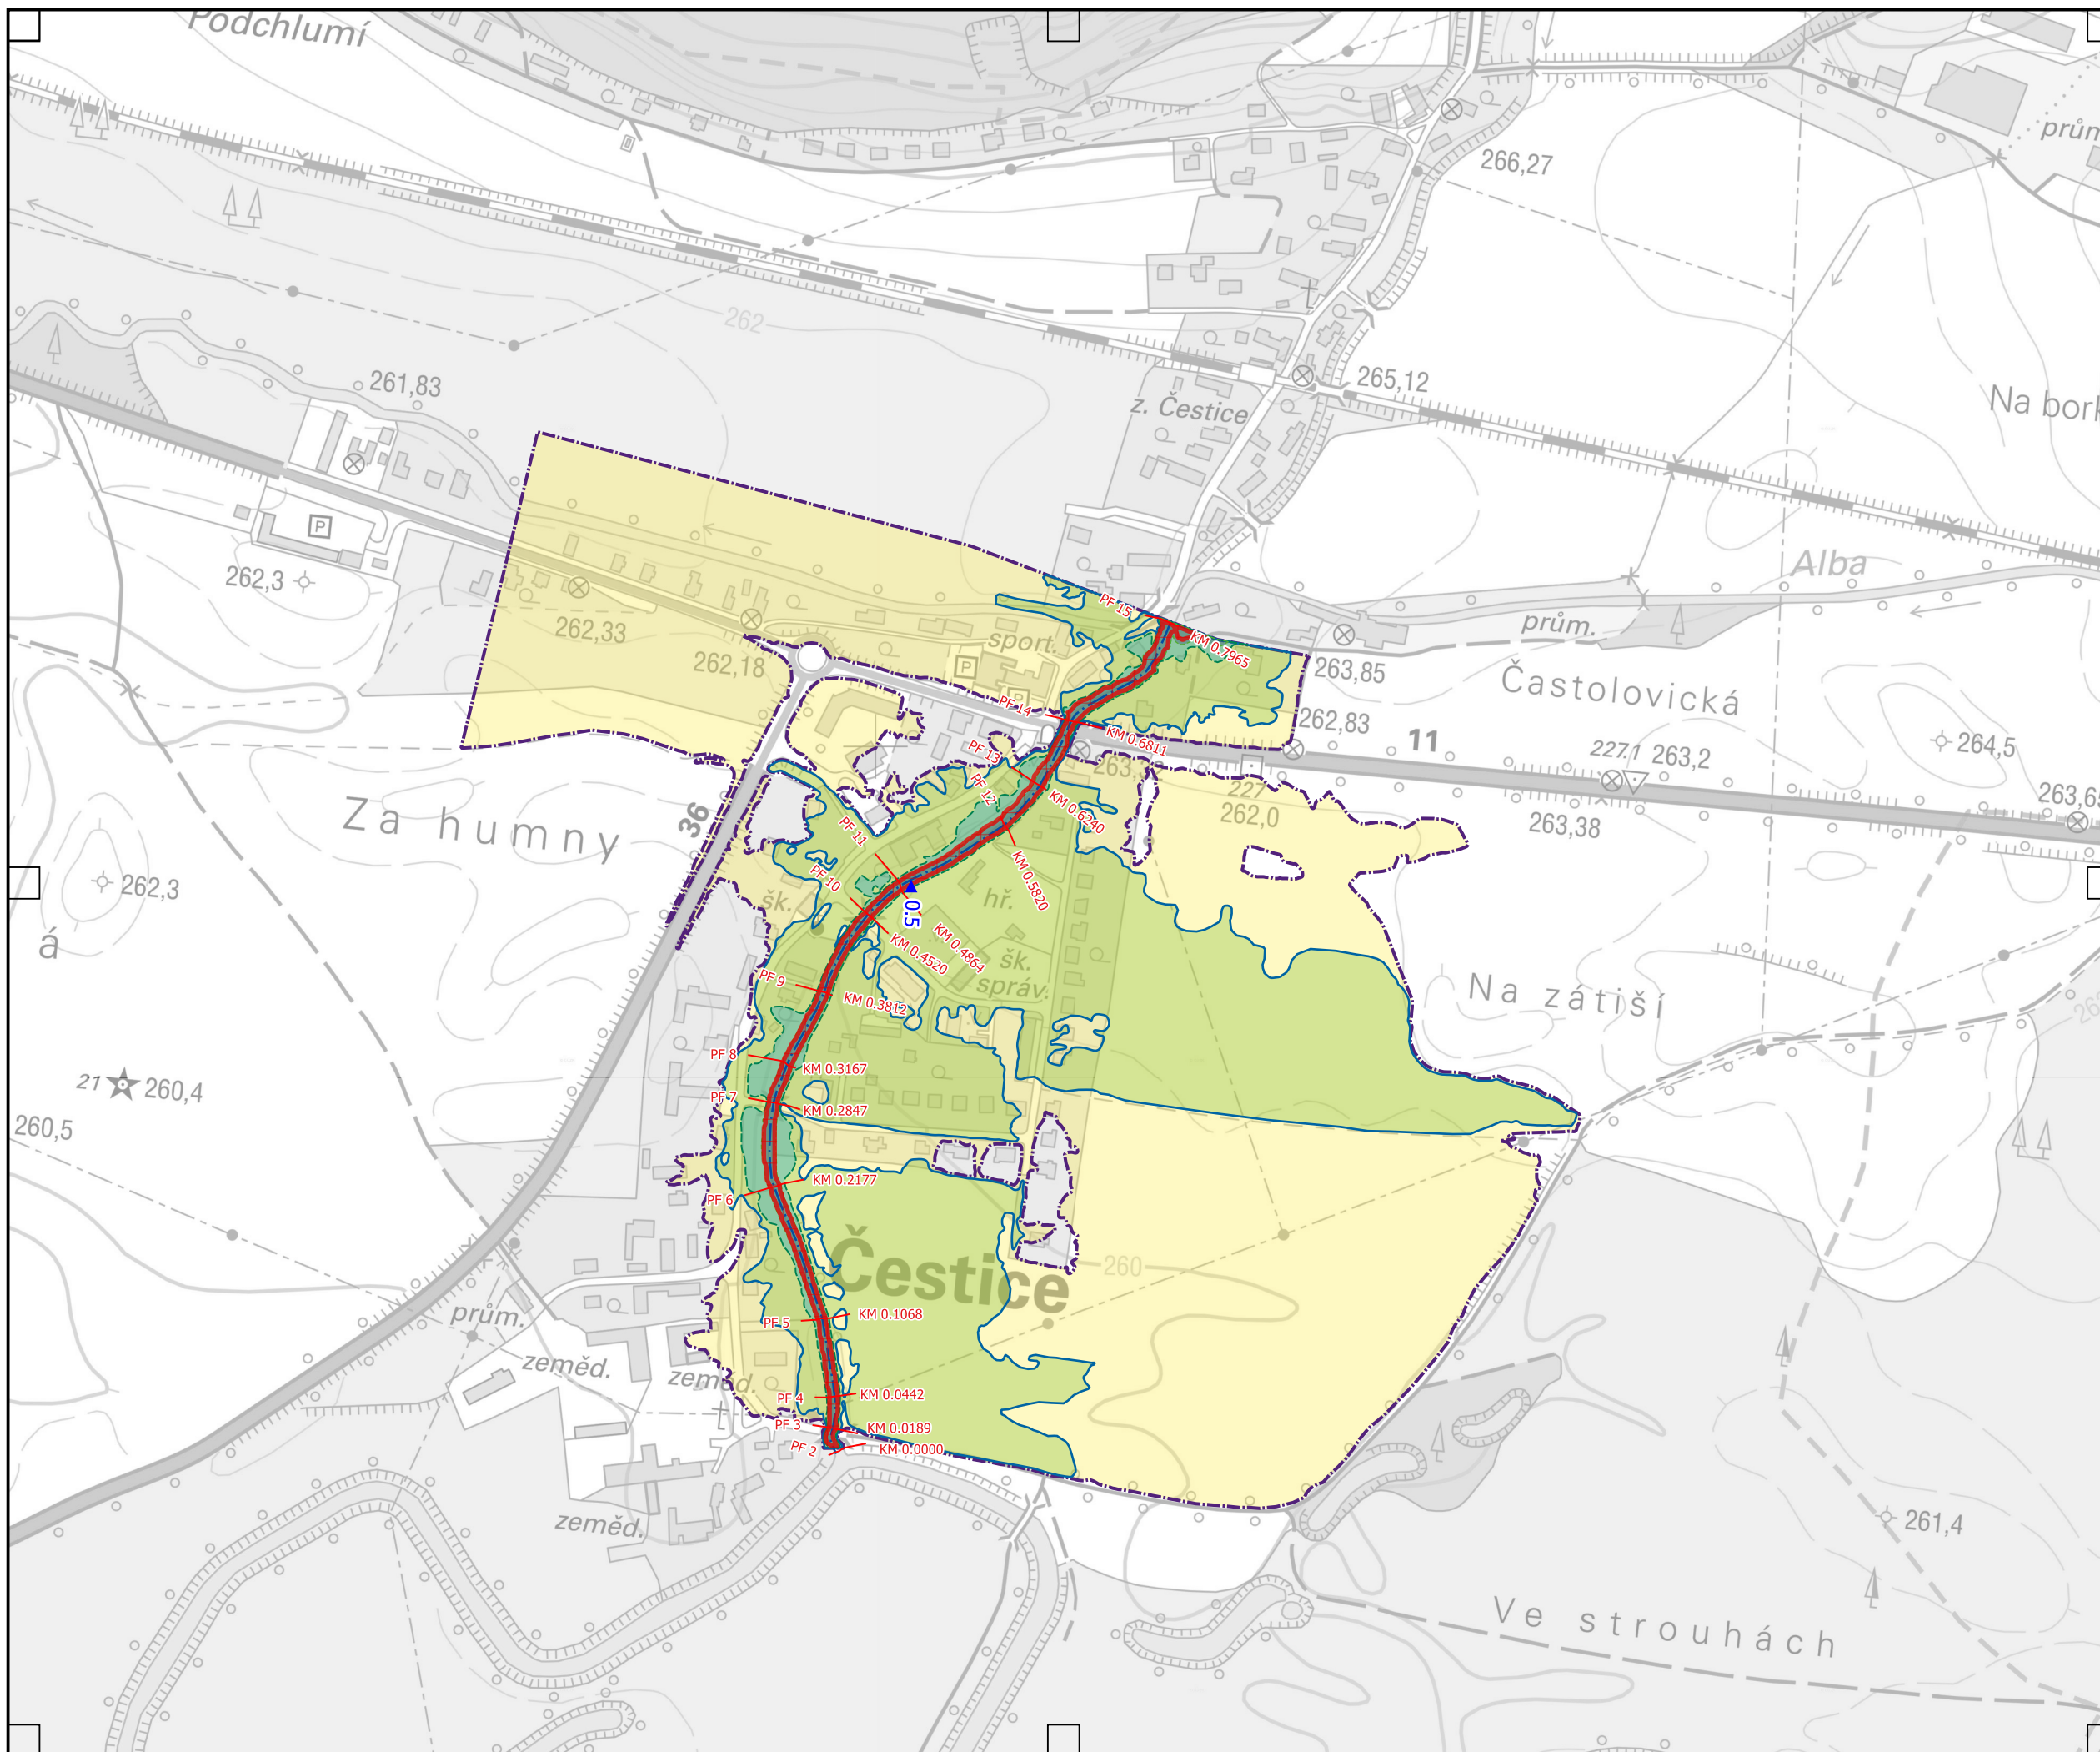 Podchlumí
prům
266,27
262
265,12
261,83
z. Čestice
Na bork
Alba
262,3
262,33
262,18
sport.
PF 15
KM 0.7965
prům.
263,85
Častolovická
262,83
11
PF 14
KM 0.6811
227.1 263,2
264,5
PF 13
PF 12
KM 0.6240
227
262,0
263,38
Za humny
36
PF 11
KM 0.5820
262,3
PF 10
šk.
hř.
0.5
á
KM 0.4864
KM 0.4520
šk.
správ.
PF 9
KM 0.3812
Na zátiší
PF 8
KM 0.3167
21
260,4
PF 7
KM 0.2847
260,5
KM 0.2177
PF 6
Čestice
260
prům.
KM 0.1068
PF 5
zeměd.
zeměd.
PF 4
KM 0.0442
PF 3
KM 0.0189
PF 2
KM 0.0000
zeměd.
261,4
Ve strouhách